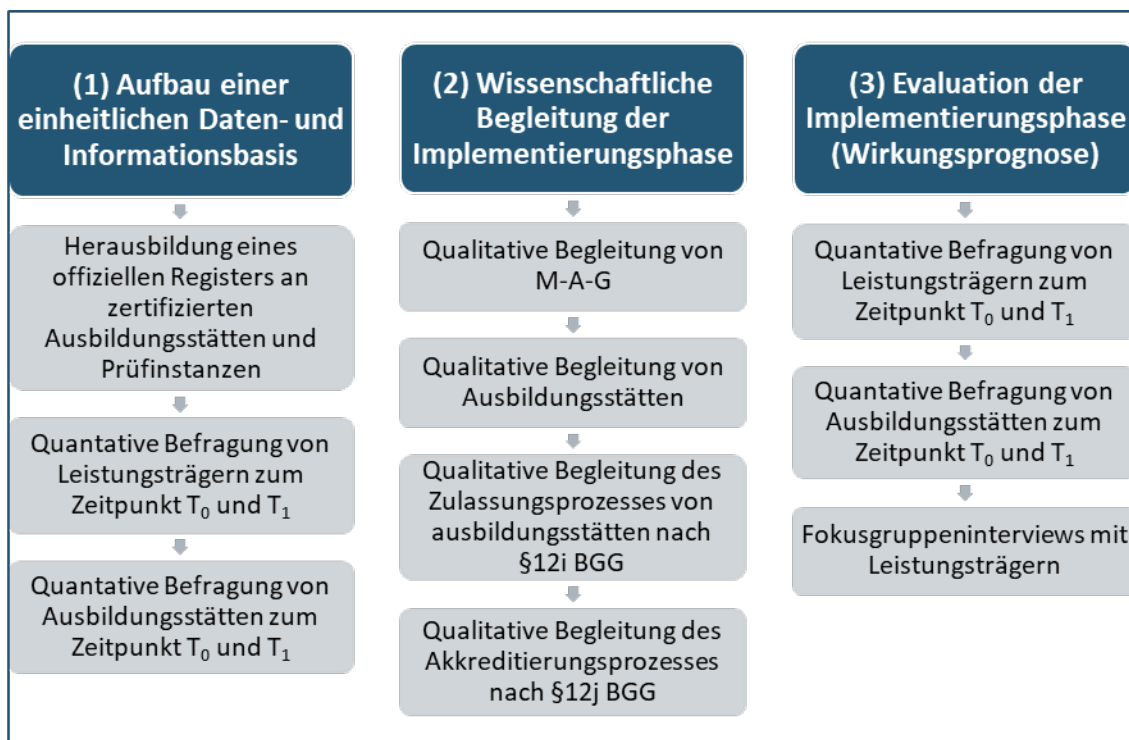 (1) Aufbau einer
einheitlichen Daten- und
Informationsbasis
Herausbildung eines
offiziellen Registers an
zertifizierten
Ausbildungsstätten und
Prüfinstanzen
Quantative Befragung von
Leistungsträgern zum
Zeitpunkt T₀ und T₁
Quantative Befragung von
Ausbildungsstätten zum
Zeitpunkt T₀ und T₁
(2) Wissenschaftliche
Begleitung der
Implementierungsphase
Qualitative Begleitung von
M-A-G
Qualitative Begleitung von
Ausbildungsstätten
Qualitative Begleitung des
Zulassungsprozesses von
ausbildungsstätten nach
§12i BGG
Qualitative Begleitung des
Akkreditierungsprozesses
nach §12j BGG
(3) Evaluation der
Implementierungsphase
(Wirkungsprognose)
Quantative Befragung von
Leistungsträgern zum
Zeitpunkt T₀ und T₁
Quantative Befragung von
Ausbildungsstätten zum
Zeitpunkt T₀ und T₁
Fokusgruppeninterviews mit
Leistungsträgern